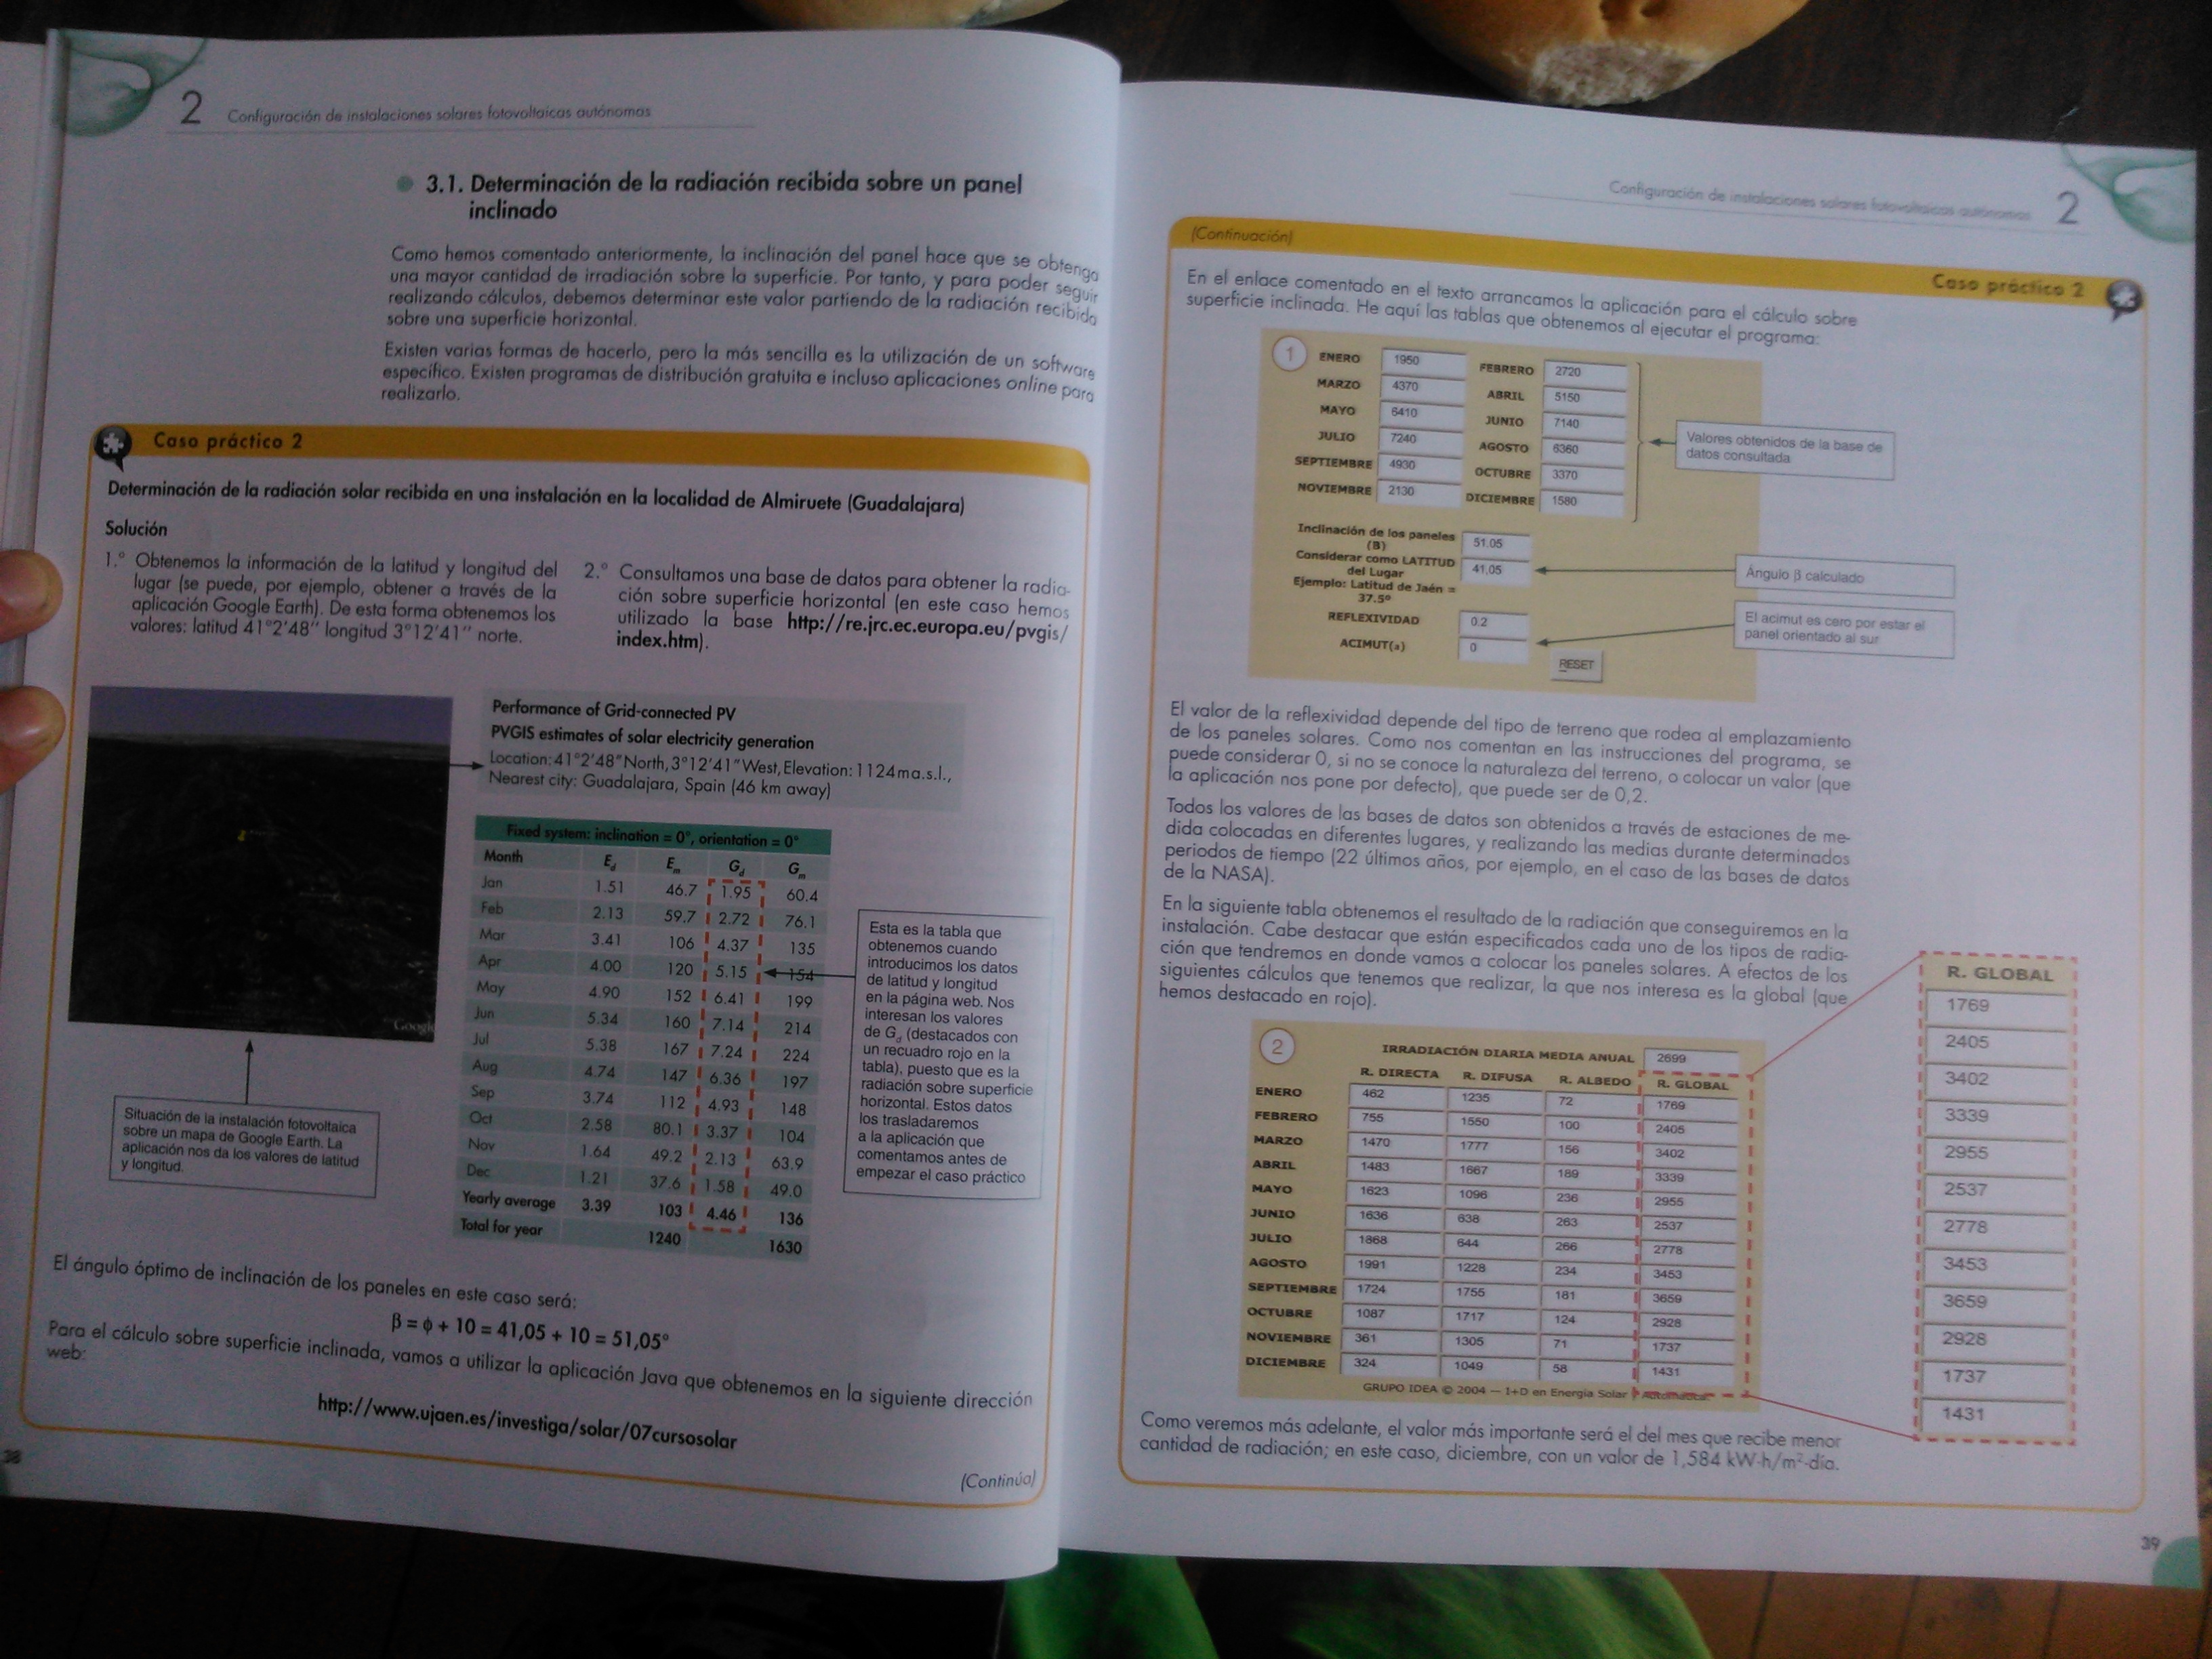 2 Configuración de instalaciones solares fotovoltaicas autónomas
3.1. Determinación de la radiación recibida sobre un panel
inclinado
Como hemos comentado anteriormente, la inclinación del panel hace que se obtenga
una mayor cantidad de irradiación sobre la superficie. Por tanto, y para poder seguir
realizando cálculos, debemos determinar este valor partiendo de la radiación recibida
sobre una superficie horizontal.
Existen varias formas de hacerlo, pero la más sencilla es la utilización de un software
específico. Existen programas de distribución gratuita e incluso aplicaciones online para
realizarlo.
Caso práctico 2
Determinación de la radiación solar recibida en una instalación en la localidad de Almiruete (Guadalajara)
Solución
1.º Obtenemos la información de la latitud y longitud del
lugar (se puede, por ejemplo, obtener a través de la
aplicación Google Earth). De esta forma obtenemos los
valores: latitud 41°2'48'' longitud 3°12'41'' norte.
2.º Consultamos una base de datos para obtener la radia-
ción sobre superficie horizontal (en este caso hemos
utilizado la base http://re.jrc.ec.europa.eu/pvgis/
index.htm).
Google
Situación de la instalación fotovoltaica
sobre un mapa de Google Earth. La
aplicación nos da los valores de latitud
y longitud.
Performance of Grid-connected PV
PVGIS estimates of solar electricity generation
Location: 41°2'48" North, 3°12'41" West, Elevation: 1124 m a.s.l.,
Nearest city: Guadalajara, Spain (46 km away)
Fixed system: inclination = 0°, orientation = 0°
Month Ed Em Gd Gm
Jan 1.51 46.7 1.95 60.4
Feb 2.13 59.7 2.72 76.1
Mar 3.41 106 4.37 135
Apr 4.00 120 5.15 154
May 4.90 152 6.41 199
Jun 5.34 160 7.14 214
Jul 5.38 167 7.24 224
Aug 4.74 147 6.36 197
Sep 3.74 112 4.93 148
Oct 2.58 80.1 3.37 104
Nov 1.64 49.2 2.13 63.9
Dec 1.21 37.6 1.58 49.0
Yearly average 3.39 103 4.46 136
Total for year 1240 1630
Esta es la tabla que
obtenemos cuando
introducimos los datos
de latitud y longitud
en la página web. Nos
interesan los valores
de Gd (destacados con
un recuadro rojo en la
tabla), puesto que es la
radiación sobre superficie
horizontal. Estos datos
los trasladaremos
a la aplicación que
comentamos antes de
empezar el caso práctico
El ángulo óptimo de inclinación de los paneles en este caso será:
β = ϕ + 10 = 41,05 + 10 = 51,05°
Para el cálculo sobre superficie inclinada, vamos a utilizar la aplicación Java que obtenemos en la siguiente dirección
web:
http://www.ujaen.es/investiga/solar/07cursosolar
(Continúa)
38
Configuración de instalaciones solares fotovoltaicas autónomas 2
(Continuación)
Caso práctico 2
En el enlace comentado en el texto arrancamos la aplicación para el cálculo sobre
superficie inclinada. He aquí las tablas que obtenemos al ejecutar el programa:
1
ENERO 1950 FEBRERO 2720
MARZO 4370 ABRIL 5150
MAYO 6410 JUNIO 7140
JULIO 7240 AGOSTO 6360
SEPTIEMBRE 4930 OCTUBRE 3370
NOVIEMBRE 2130 DICIEMBRE 1580
Valores obtenidos de la base de
datos consultada
Inclinación de los paneles
(B) 51.05
Considerar como LATITUD
del Lugar 41,05
Ejemplo: Latitud de Jaén =
37.5º
REFLEXIVIDAD 0.2
ACIMUT(a) 0
RESET
Ángulo β calculado
El acimut es cero por estar el
panel orientado al sur
El valor de la reflexividad depende del tipo de terreno que rodea al emplazamiento
de los paneles solares. Como nos comentan en las instrucciones del programa, se
puede considerar 0, si no se conoce la naturaleza del terreno, o colocar un valor (que
la aplicación nos pone por defecto), que puede ser de 0,2.
Todos los valores de las bases de datos son obtenidos a través de estaciones de me-
dida colocadas en diferentes lugares, y realizando las medias durante determinados
periodos de tiempo (22 últimos años, por ejemplo, en el caso de las bases de datos
de la NASA).
En la siguiente tabla obtenemos el resultado de la radiación que conseguiremos en la
instalación. Cabe destacar que están especificados cada uno de los tipos de radia-
ción que tendremos en donde vamos a colocar los paneles solares. A efectos de los
siguientes cálculos que tenemos que realizar, la que nos interesa es la global (que
hemos destacado en rojo).
2
IRRADIACIÓN DIARIA MEDIA ANUAL 2699
R. DIRECTA R. DIFUSA R. ALBEDO R. GLOBAL
ENERO 462 1235 72 1769
FEBRERO 755 1550 100 2405
MARZO 1470 1777 156 3402
ABRIL 1483 1667 189 3339
MAYO 1623 1096 236 2955
JUNIO 1636 638 263 2537
JULIO 1868 644 266 2778
AGOSTO 1991 1228 234 3453
SEPTIEMBRE 1724 1755 181 3659
OCTUBRE 1087 1717 124 2928
NOVIEMBRE 361 1305 71 1737
DICIEMBRE 324 1049 58 1431
GRUPO IDEA © 2004 — I+D en Energía Solar y Automática.
R. GLOBAL
1769
2405
3402
3339
2955
2537
2778
3453
3659
2928
1737
1431
Como veremos más adelante, el valor más importante será el del mes que recibe menor
cantidad de radiación; en este caso, diciembre, con un valor de 1,584 kW·h/m²·día.
39